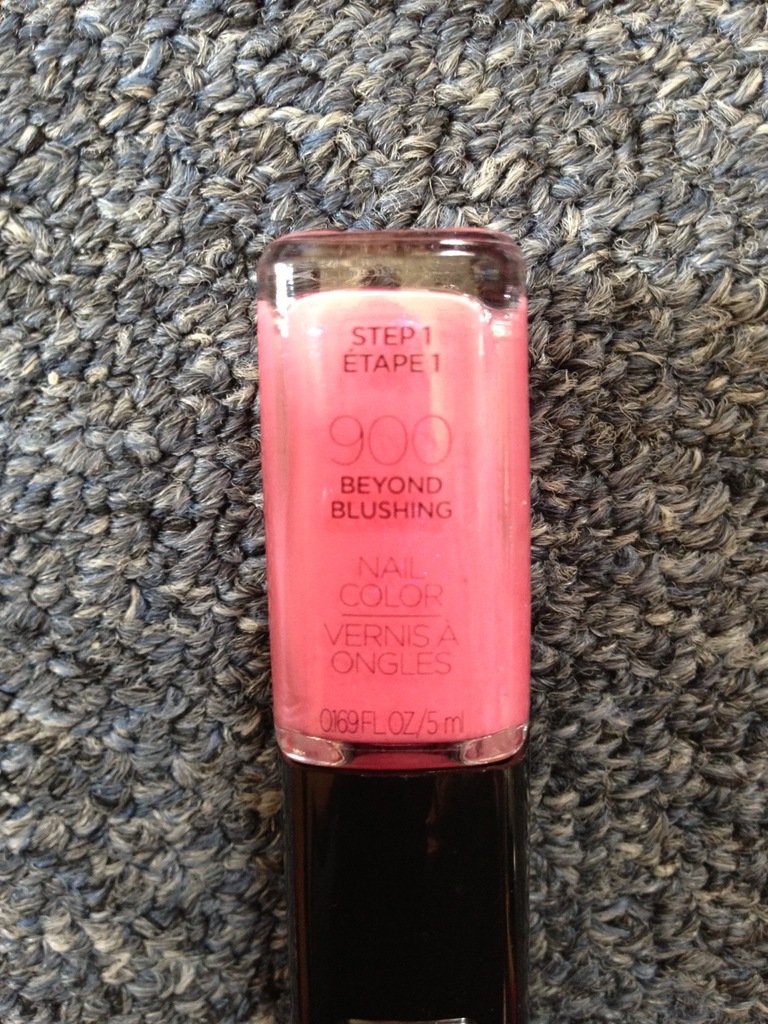 STEP 1
ÉTAPE 1
900
BEYOND
BLUSHING
NAIL
COLOR
VERNIS À
ONGLES
0.169 FL. OZ/5 ml